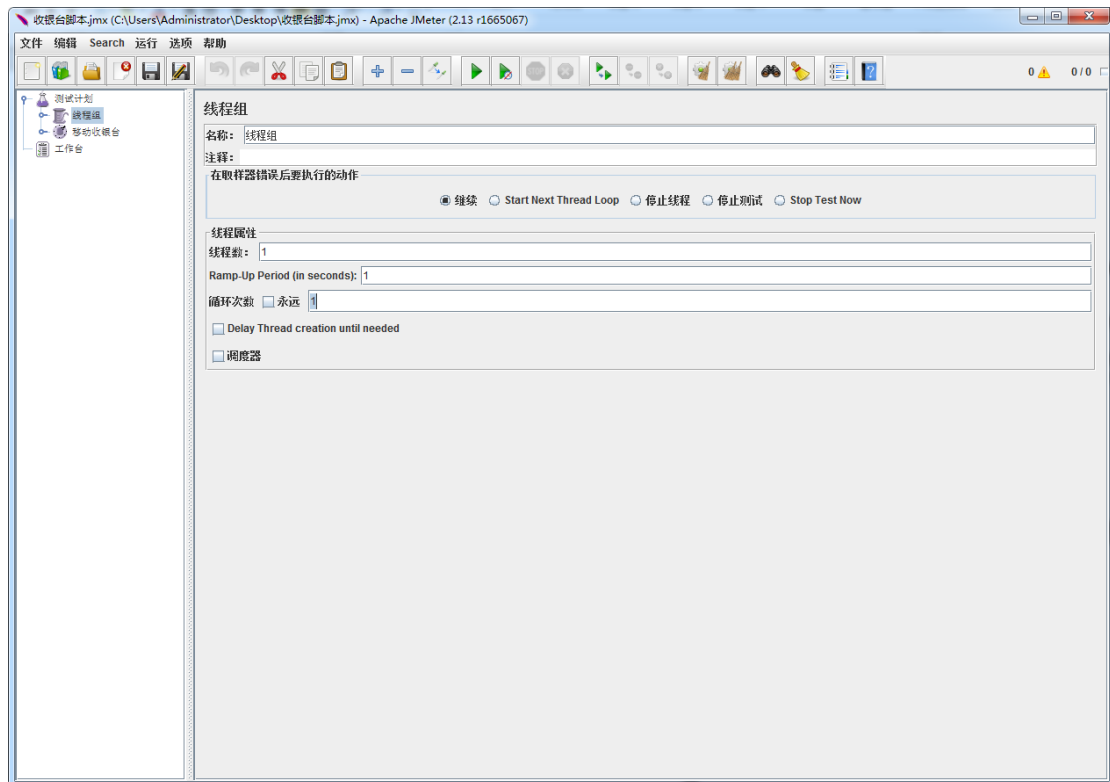 收银台脚本.jmx (C:\Users\Administrator\Desktop\收银台脚本.jmx) - Apache JMeter (2.13 r1665067)
文件 编辑 Search 运行 选项 帮助
0 0 / 0
测试计划
线程组
移动收银台
工作台
线程组
名称： 线程组
注释：
在取样器错误后要执行的动作
继续 Start Next Thread Loop 停止线程 停止测试 Stop Test Now
线程属性
线程数： 1
Ramp-Up Period (in seconds): 1
循环次数 永远 1
Delay Thread creation until needed
调度器